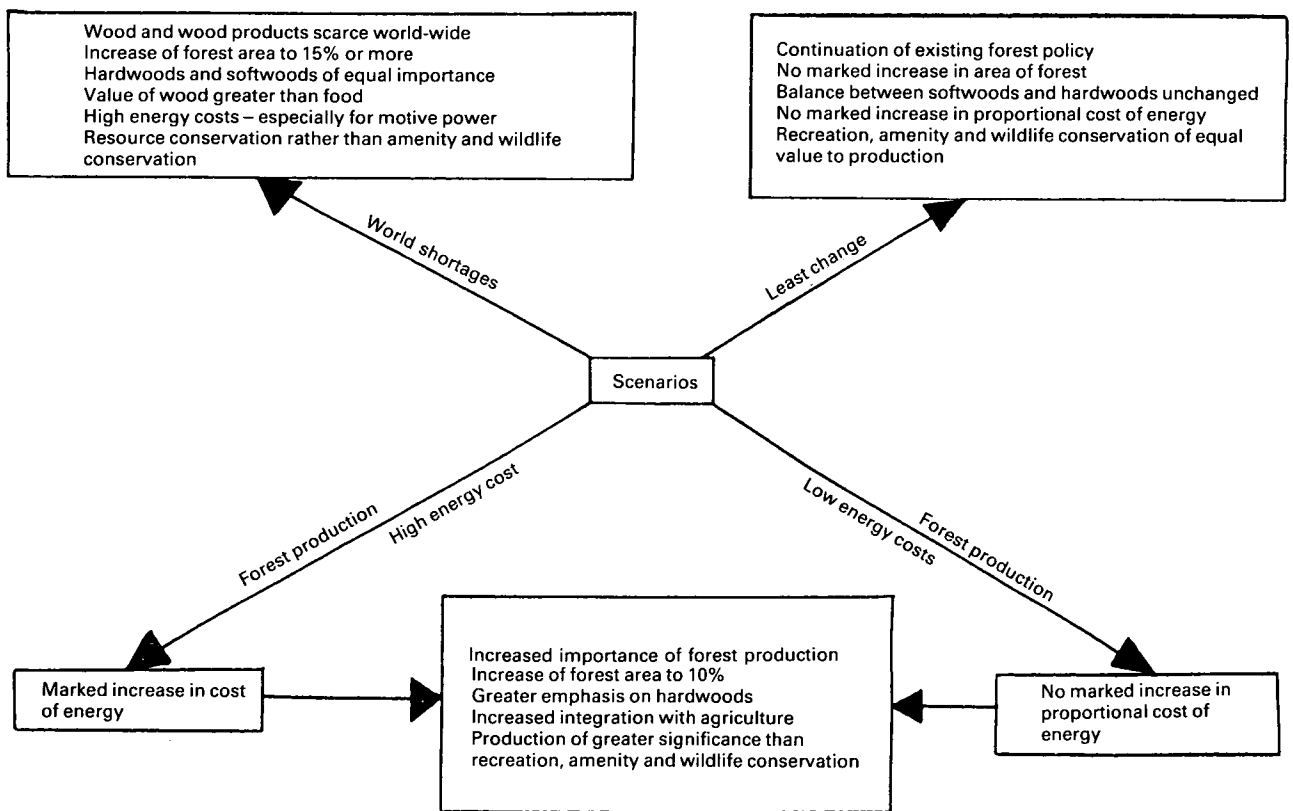 Wood and wood products scarce world-wide
Increase of forest area to 15% or more
Hardwoods and softwoods of equal importance
Value of wood greater than food
High energy costs – especially for motive power
Resource conservation rather than amenity and wildlife
conservation
Continuation of existing forest policy
No marked increase in area of forest
Balance between softwoods and hardwoods unchanged
No marked increase in proportional cost of energy
Recreation, amenity and wildlife conservation of equal
value to production
World shortages
Least change
Scenarios
Forest production
High energy cost
Low energy costs
Forest production
Marked increase in cost
of energy
Increased importance of forest production
Increase of forest area to 10%
Greater emphasis on hardwoods
Increased integration with agriculture
Production of greater significance than
recreation, amenity and wildlife conservation
No marked increase in
proportional cost of
energy